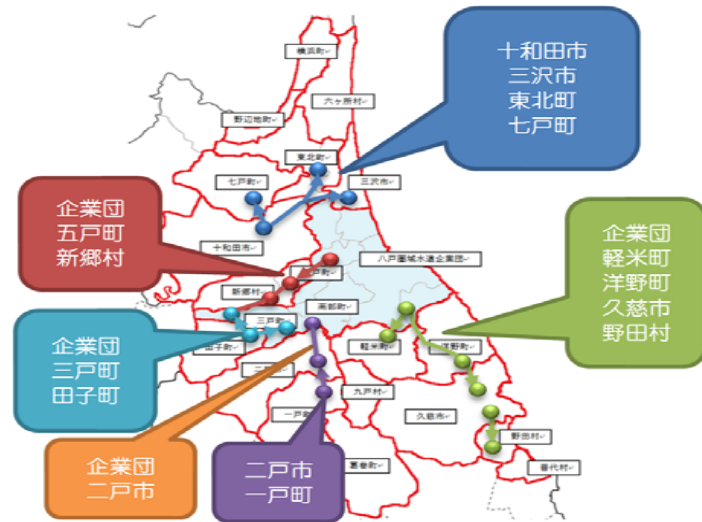 十和田市
三沢市
東北町
七戸町
企業団
五戸町
新郷村
企業団
軽米町
洋野町
久慈市
野田村
企業団
三戸町
田子町
企業団
二戸市
二戸市
一戸町
横浜町
六ヶ所村
野辺地町
東北町
七戸町
三沢市
十和田市
八戸圏域水道企業団
新郷村
南部町
三戸町
田子町
軽米町
洋野町
九戸村
久慈市
野田村
普代村
葛巻町